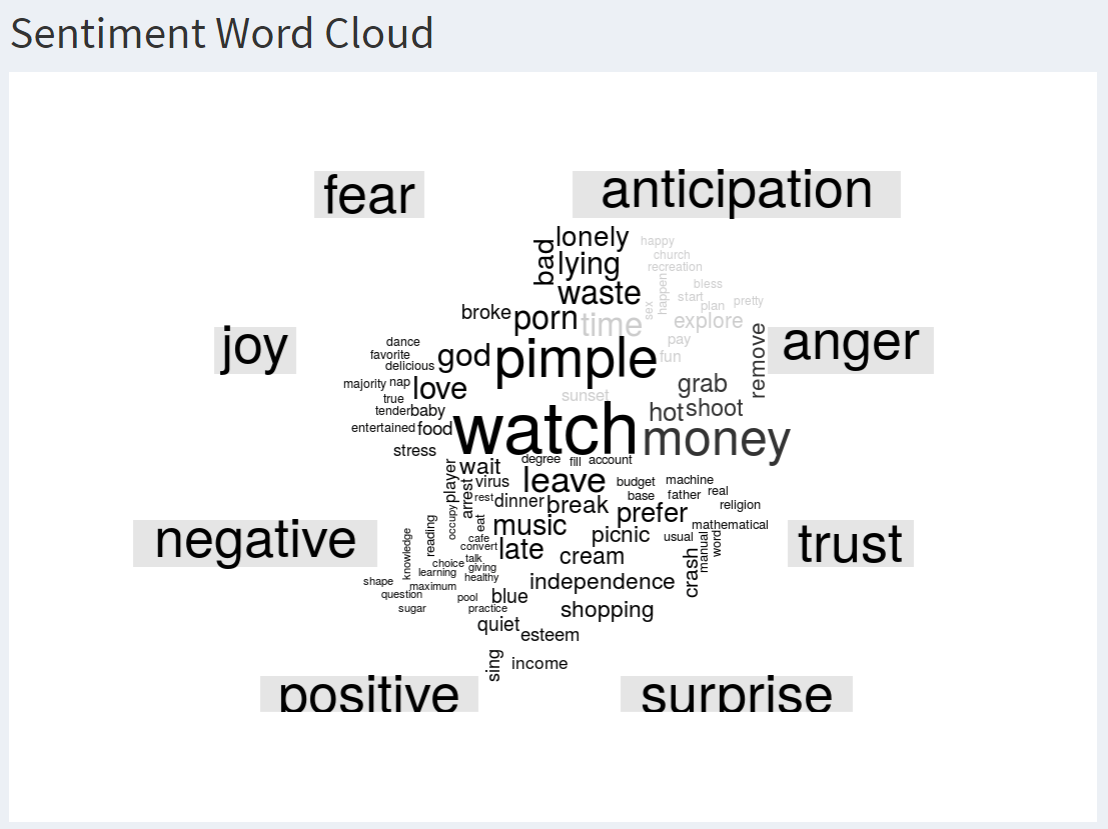 Sentiment Word Cloud
fear
anticipation
bad
lonely
happy
lying
church
recreation
waste
sex
happen
bless
start
plan
pretty
broke
porn
time
explore
remove
joy
dance
favorite
delicious
god
pimple
pay
fun
anger
majority
nap
love
sunset
grab
true
tender
baby
hot
shoot
entertained
food
watch
money
stress
wait
degree
fill
account
player
arrest
virus
leave
budget
machine
rest
dinner
break
base
father
real
occupy
eat
prefer
religion
negative
knowledge
reading
music
picnic
usual
mathematical
trust
cafe
convert
late
cream
crash
manual
word
choice
talk
giving
learning
healthy
independence
shape
maximum
question
pool
blue
sugar
practice
shopping
quiet
esteem
sing
income
positive
surprise